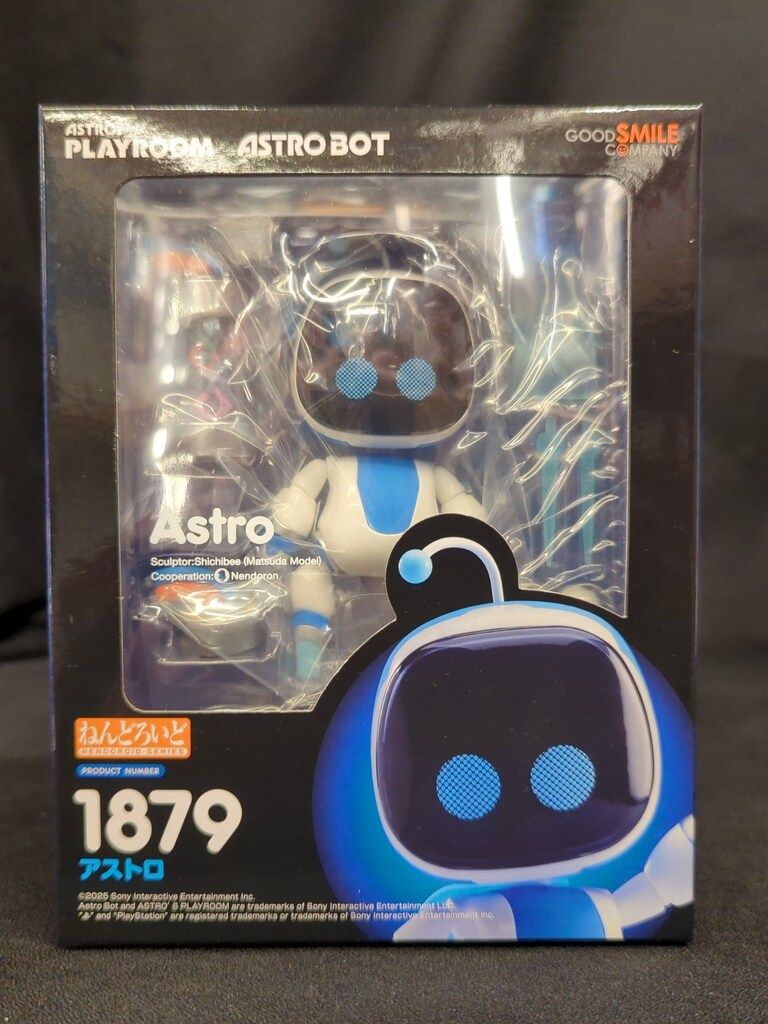 ASTRO's
PLAYROOM
ASTRO BOT
GOOD SMILE
COMPANY
Astro
Sculptor:Shichibee (Matsuda Model)
Cooperation: Nendoron
ねんどろいど
NENDOROID-SERIES
PRODUCT NUMBER
1879
アストロ
©2025 Sony Interactive Entertainment Inc.
Astro Bot and ASTRO' S PLAYROOM are trademarks of Sony Interactive Entertainment LLC.
" " and "PlayStation" are registered trademarks or trademarks of Sony Interactive Entertainment Inc.